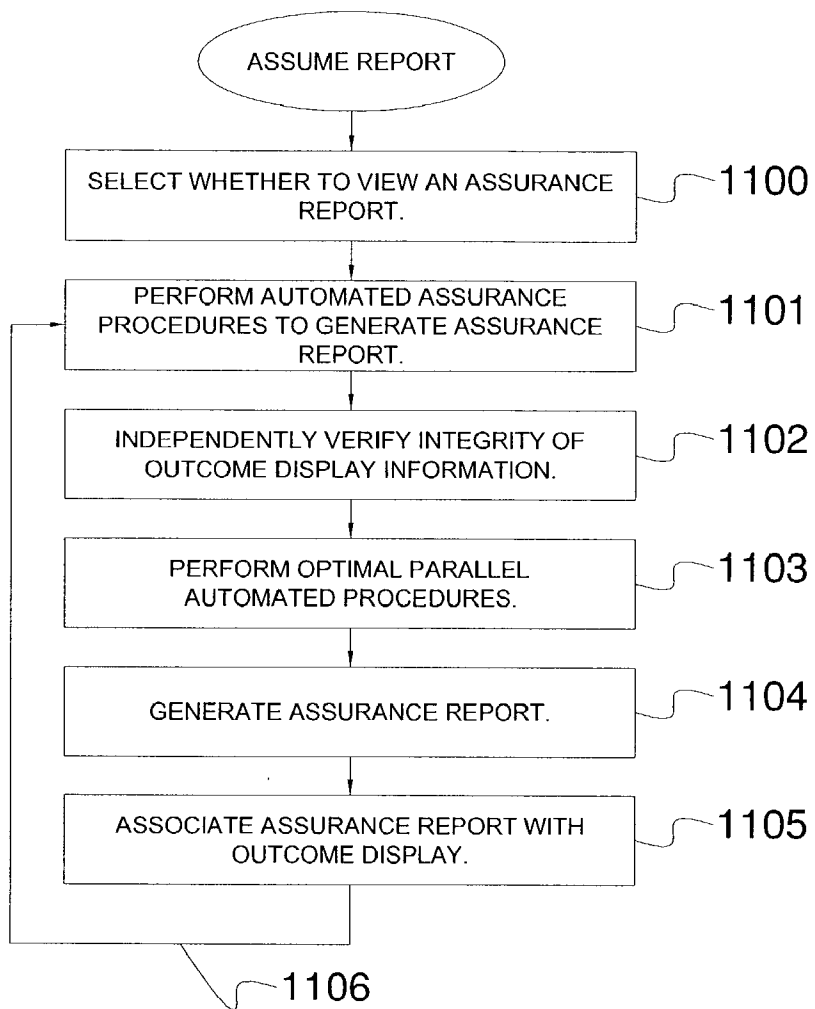 ASSUME REPORT
SELECT WHETHER TO VIEW AN ASSURANCE
REPORT.
1100
PERFORM AUTOMATED ASSURANCE
PROCEDURES TO GENERATE ASSURANCE
REPORT.
1101
INDEPENDENTLY VERIFY INTEGRITY OF
OUTCOME DISPLAY INFORMATION.
1102
PERFORM OPTIMAL PARALLEL
AUTOMATED PROCEDURES.
1103
GENERATE ASSURANCE REPORT.
1104
ASSOCIATE ASSURANCE REPORT WITH
OUTCOME DISPLAY.
1105
1106